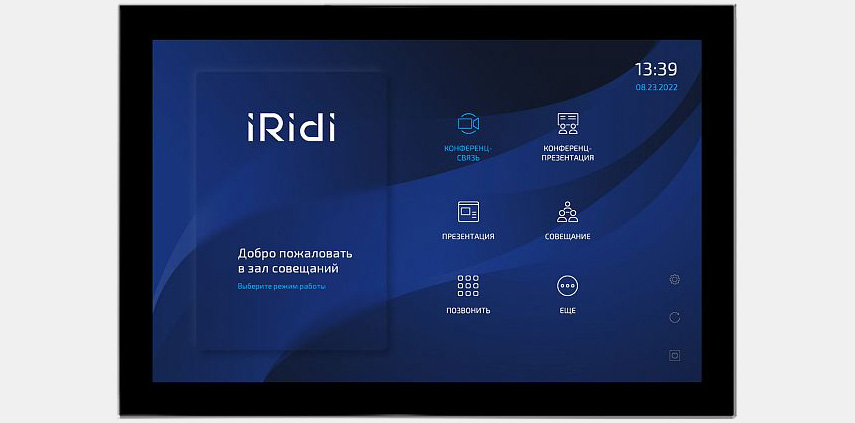 13:39
08.23.2022
iRidi
КОНФЕРЕНЦ-
СВЯЗЬ
КОНФЕРЕНЦ-
ПРЕЗЕНТАЦИЯ
ПРЕЗЕНТАЦИЯ
СОВЕЩАНИЕ
Добро пожаловать
в зал совещаний
Выберите режим работы
ПОЗВОНИТЬ
ЕЩЕ